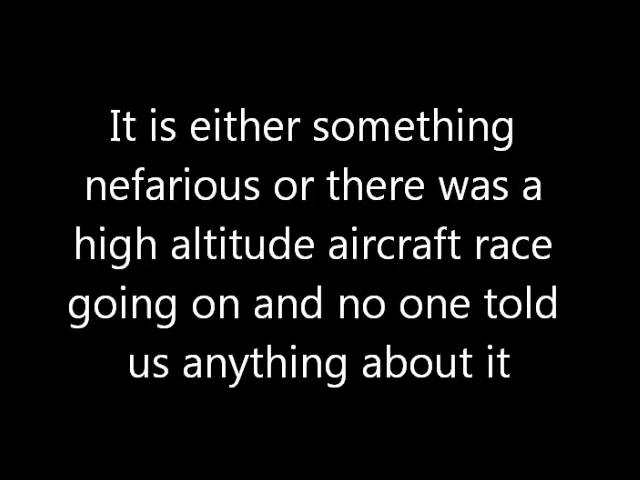 It is either something
nefarious or there was a
high altitude aircraft race
going on and no one told
us anything about it